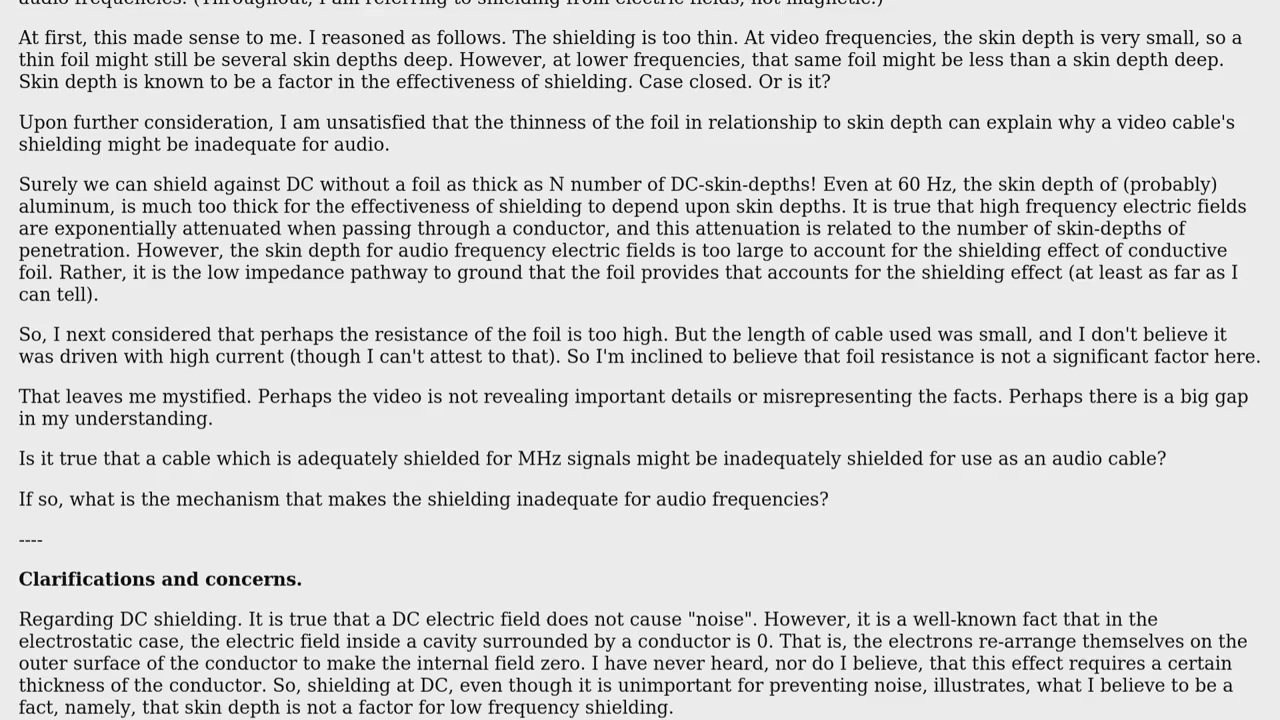 audio frequencies. (Throughout, I am referring to shielding from electric fields, not magnetic.)
At first, this made sense to me. I reasoned as follows. The shielding is too thin. At video frequencies, the skin depth is very small, so a
thin foil might still be several skin depths deep. However, at lower frequencies, that same foil might be less than a skin depth deep.
Skin depth is known to be a factor in the effectiveness of shielding. Case closed. Or is it?
Upon further consideration, I am unsatisfied that the thinness of the foil in relationship to skin depth can explain why a video cable's
shielding might be inadequate for audio.
Surely we can shield against DC without a foil as thick as N number of DC-skin-depths! Even at 60 Hz, the skin depth of (probably)
aluminum, is much too thick for the effectiveness of shielding to depend upon skin depths. It is true that high frequency electric fields
are exponentially attenuated when passing through a conductor, and this attenuation is related to the number of skin-depths of
penetration. However, the skin depth for audio frequency electric fields is too large to account for the shielding effect of conductive
foil. Rather, it is the low impedance pathway to ground that the foil provides that accounts for the shielding effect (at least as far as I
can tell).
So, I next considered that perhaps the resistance of the foil is too high. But the length of cable used was small, and I don't believe it
was driven with high current (though I can't attest to that). So I'm inclined to believe that foil resistance is not a significant factor here.
That leaves me mystified. Perhaps the video is not revealing important details or misrepresenting the facts. Perhaps there is a big gap
in my understanding.
Is it true that a cable which is adequately shielded for MHz signals might be inadequately shielded for use as an audio cable?
If so, what is the mechanism that makes the shielding inadequate for audio frequencies?
----
Clarifications and concerns.
Regarding DC shielding. It is true that a DC electric field does not cause "noise". However, it is a well-known fact that in the
electrostatic case, the electric field inside a cavity surrounded by a conductor is 0. That is, the electrons re-arrange themselves on the
outer surface of the conductor to make the internal field zero. I have never heard, nor do I believe, that this effect requires a certain
thickness of the conductor. So, shielding at DC, even though it is unimportant for preventing noise, illustrates, what I believe to be a
fact, namely, that skin depth is not a factor for low frequency shielding.